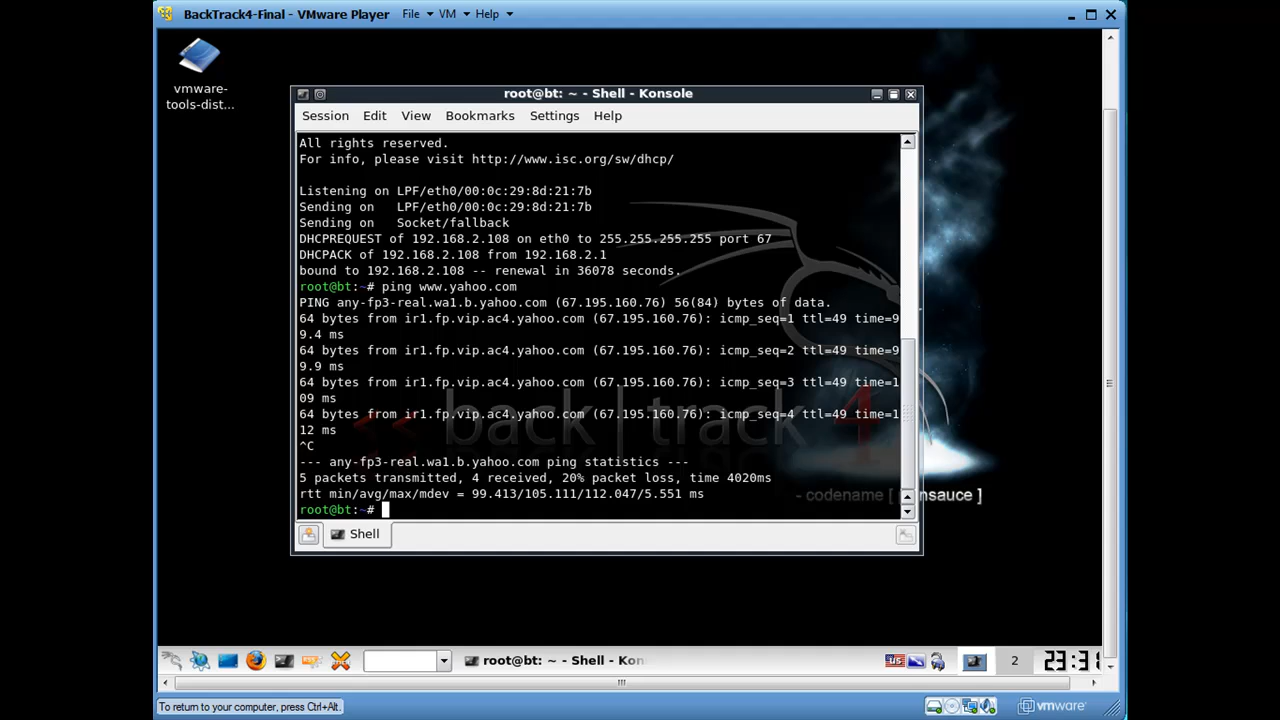 BackTrack4-Final - VMware Player File VM Help
vmware-
tools-dist...
root@bt: ~ - Shell - Konsole
Session Edit View Bookmarks Settings Help
All rights reserved.
For info, please visit http://www.isc.org/sw/dhcp/
Listening on LPF/eth0/00:0c:29:8d:21:7b
Sending on   LPF/eth0/00:0c:29:8d:21:7b
Sending on   Socket/fallback
DHCPREQUEST of 192.168.2.108 on eth0 to 255.255.255.255 port 67
DHCPACK of 192.168.2.108 from 192.168.2.1
bound to 192.168.2.108 -- renewal in 36078 seconds.
root@bt:~# ping www.yahoo.com
PING any-fp3-real.wa1.b.yahoo.com (67.195.160.76) 56(84) bytes of data.
64 bytes from ir1.fp.vip.ac4.yahoo.com (67.195.160.76): icmp_seq=1 ttl=49 time=9
9.4 ms
64 bytes from ir1.fp.vip.ac4.yahoo.com (67.195.160.76): icmp_seq=2 ttl=49 time=9
9.9 ms
64 bytes from ir1.fp.vip.ac4.yahoo.com (67.195.160.76): icmp_seq=3 ttl=49 time=1
09 ms
64 bytes from ir1.fp.vip.ac4.yahoo.com (67.195.160.76): icmp_seq=4 ttl=49 time=1
12 ms
^C
--- any-fp3-real.wa1.b.yahoo.com ping statistics ---
5 packets transmitted, 4 received, 20% packet loss, time 4020ms
rtt min/avg/max/mdev = 99.413/105.111/112.047/5.551 ms
root@bt:~#
<< back | track 4
- codename [ nsauce ]
Shell
root@bt: ~ - Shell - Kon
2
23:31
To return to your computer, press Ctrl+Alt.
vmware